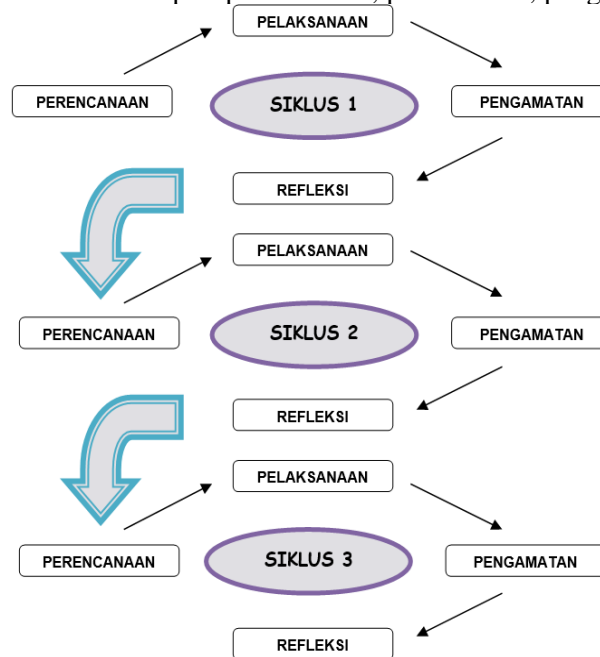 PELAKSANAAN
PERENCANAAN
SIKLUS 1
PENGAMATAN
REFLEKSI
PELAKSANAAN
PERENCANAAN
SIKLUS 2
PENGAMATAN
REFLEKSI
PELAKSANAAN
PERENCANAAN
SIKLUS 3
PENGAMATAN
REFLEKSI